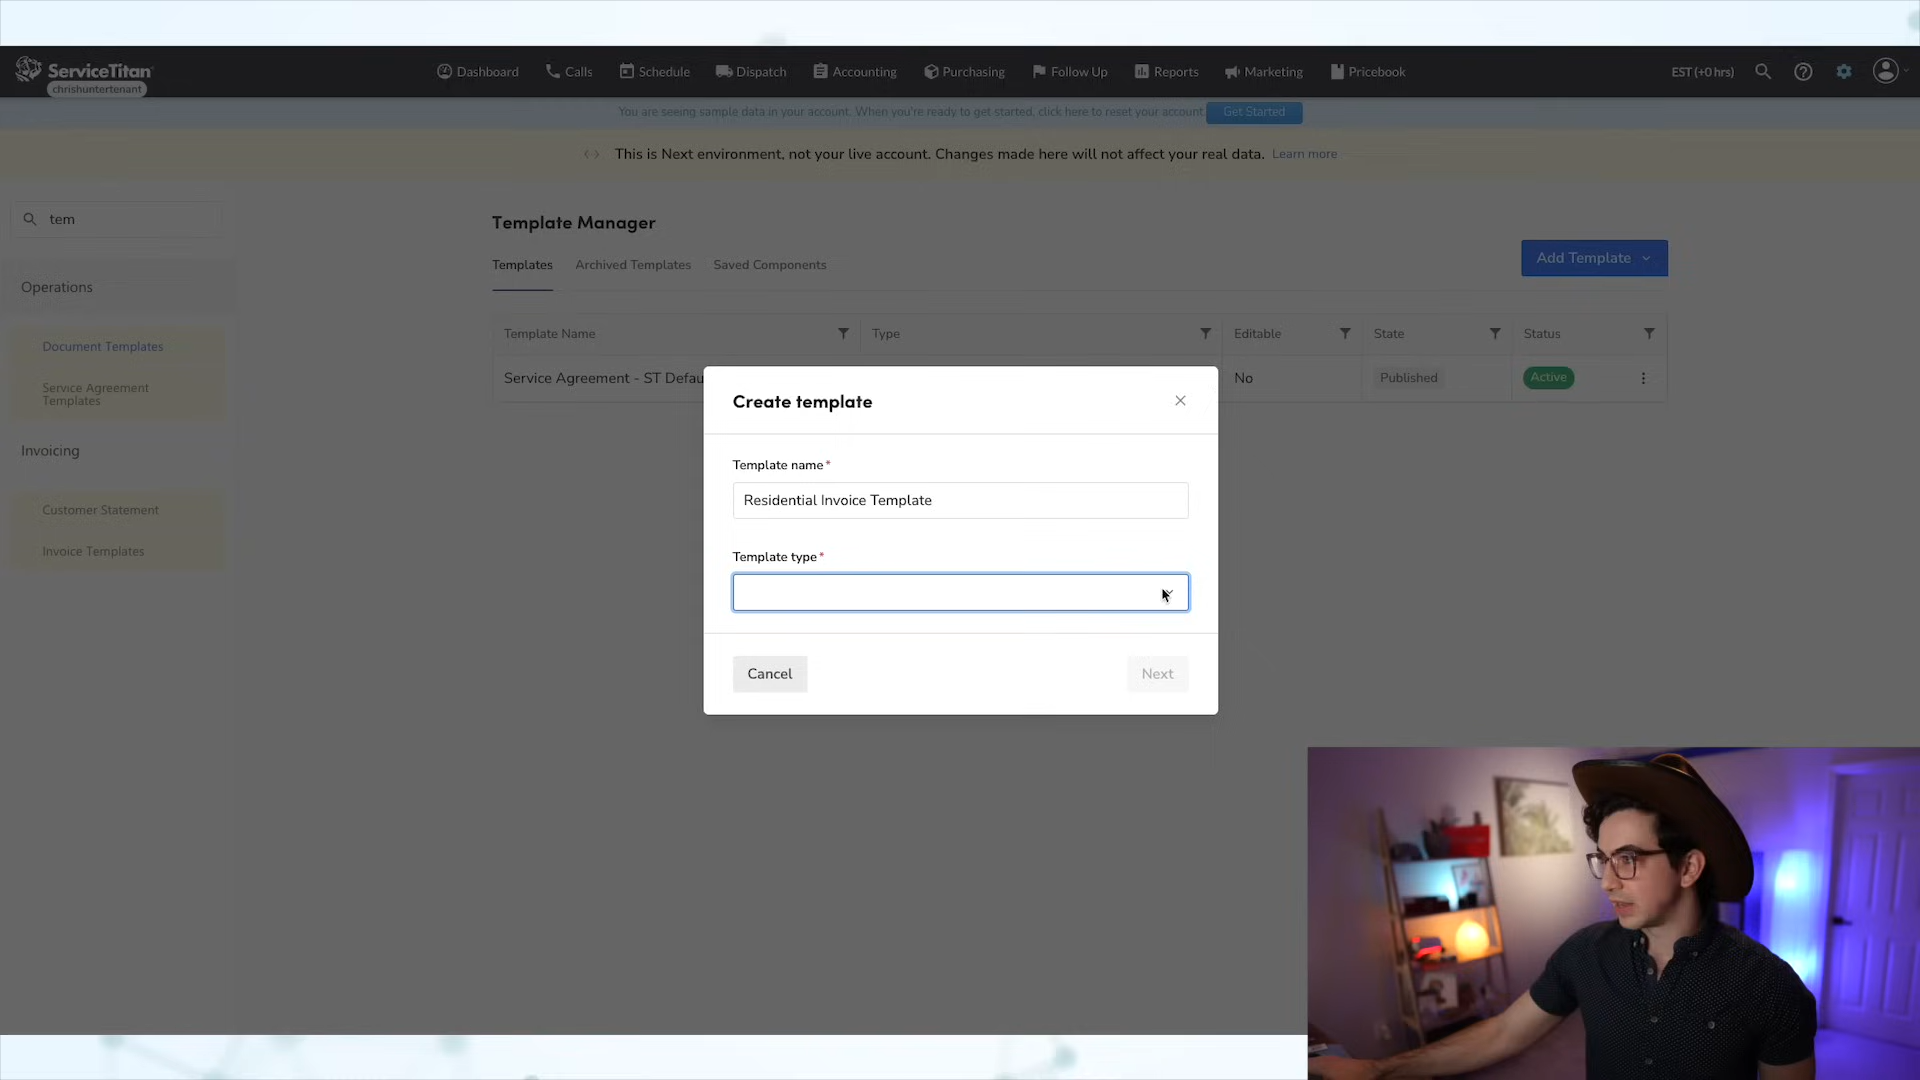 ServiceTitan
chrishuntertenant
Dashboard
Calls
Schedule
Dispatch
Accounting
Purchasing
Follow Up
Reports
Marketing
Pricebook
EST (+0 hrs)
You are seeing sample data in your account. When you're ready to get started, click here to reset your account
Get Started
This is Next environment, not your live account. Changes made here will not affect your real data. Learn more
tem
Operations
Document Templates
Service Agreement
Templates
Invoicing
Customer Statement
Invoice Templates
Template Manager
Templates
Archived Templates
Saved Components
Add Template
Template Name
Type
Editable
State
Status
Service Agreement - ST Defau
No
Published
Active
Create template
Template name*
Residential Invoice Template
Template type*
Cancel
Next